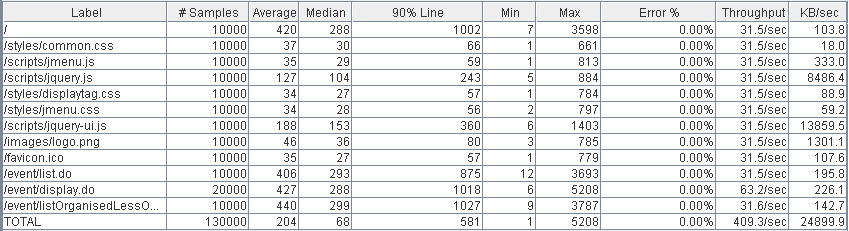 Label # Samples Average Median 90% Line Min Max Error % Throughput KB/sec
/ 10000 420 288 1002 7 3598 0.00% 31.5/sec 103.8
/styles/common.css 10000 37 30 66 1 661 0.00% 31.5/sec 18.0
/scripts/jmenu.js 10000 35 29 59 1 813 0.00% 31.5/sec 333.0
/scripts/jquery.js 10000 127 104 243 5 884 0.00% 31.5/sec 8486.4
/styles/displaytag.css 10000 34 27 57 1 784 0.00% 31.5/sec 88.9
/styles/jmenu.css 10000 34 28 56 2 797 0.00% 31.5/sec 59.2
/scripts/jquery-ui.js 10000 188 153 360 6 1403 0.00% 31.5/sec 13859.5
/images/logo.png 10000 46 36 80 3 785 0.00% 31.5/sec 1301.1
/favicon.ico 10000 35 27 57 1 779 0.00% 31.5/sec 107.6
/event/list.do 10000 406 293 875 12 3693 0.00% 31.5/sec 195.8
/event/display.do 20000 427 288 1018 6 5208 0.00% 63.2/sec 226.1
/event/listOrganisedLessO... 10000 440 299 1027 9 3787 0.00% 31.6/sec 142.7
TOTAL 130000 204 68 581 1 5208 0.00% 409.3/sec 24899.9